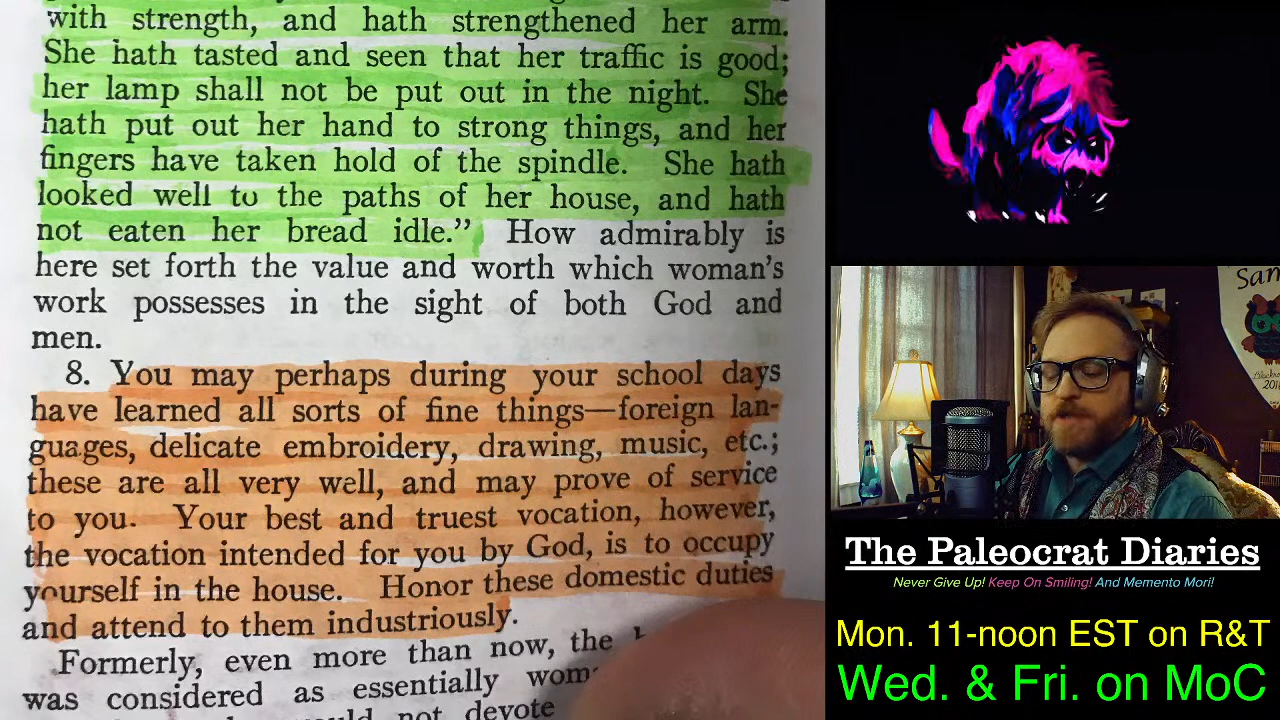 with strength, and hath strengthened her arm.
She hath tasted and seen that her traffic is good;
her lamp shall not be put out in the night. She
hath put out her hand to strong things, and her
fingers have taken hold of the spindle. She hath
looked well to the paths of her house, and hath
not eaten her bread idle.” How admirably is
here set forth the value and worth which woman's
work possesses in the sight of both God and
men.
8. You may perhaps during your school days
have learned all sorts of fine things—foreign lan-
guages, delicate embroidery, drawing, music, etc.;
these are all very well, and may prove of service
to you. Your best and truest vocation, however,
the vocation intended for you by God, is to occupy
yourself in the house. Honor these domestic duties
and attend to them industriously.
Formerly, even more than now, the
was considered as essentially
not devote
The Paleocrat Diaries
Never Give Up! Keep On Smiling! And Memento Mori!
Mon. 11-noon EST on R&T
Wed. & Fri. on MoC